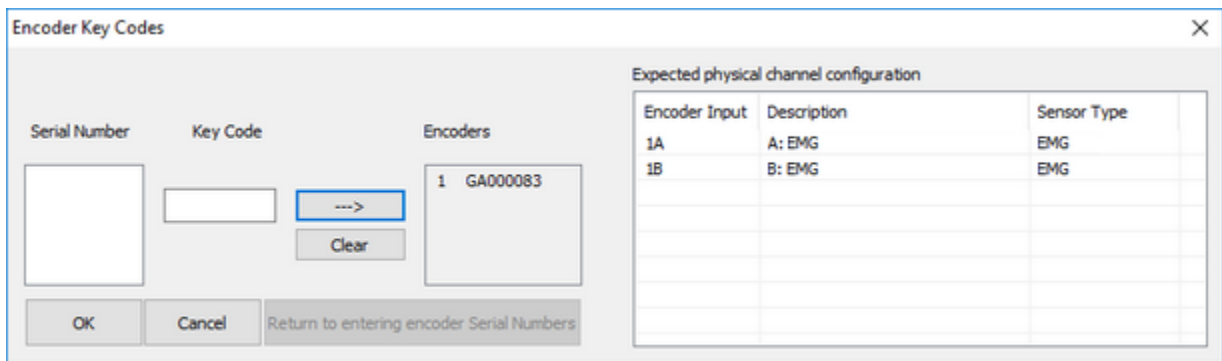 Encoder Key Codes
Expected physical channel configuration
Serial Number Key Code Encoders
Encoder Input Description Sensor Type
1A A: EMG EMG
1B B: EMG EMG
1 GA000083
--->
Clear
OK Cancel Return to entering encoder Serial Numbers